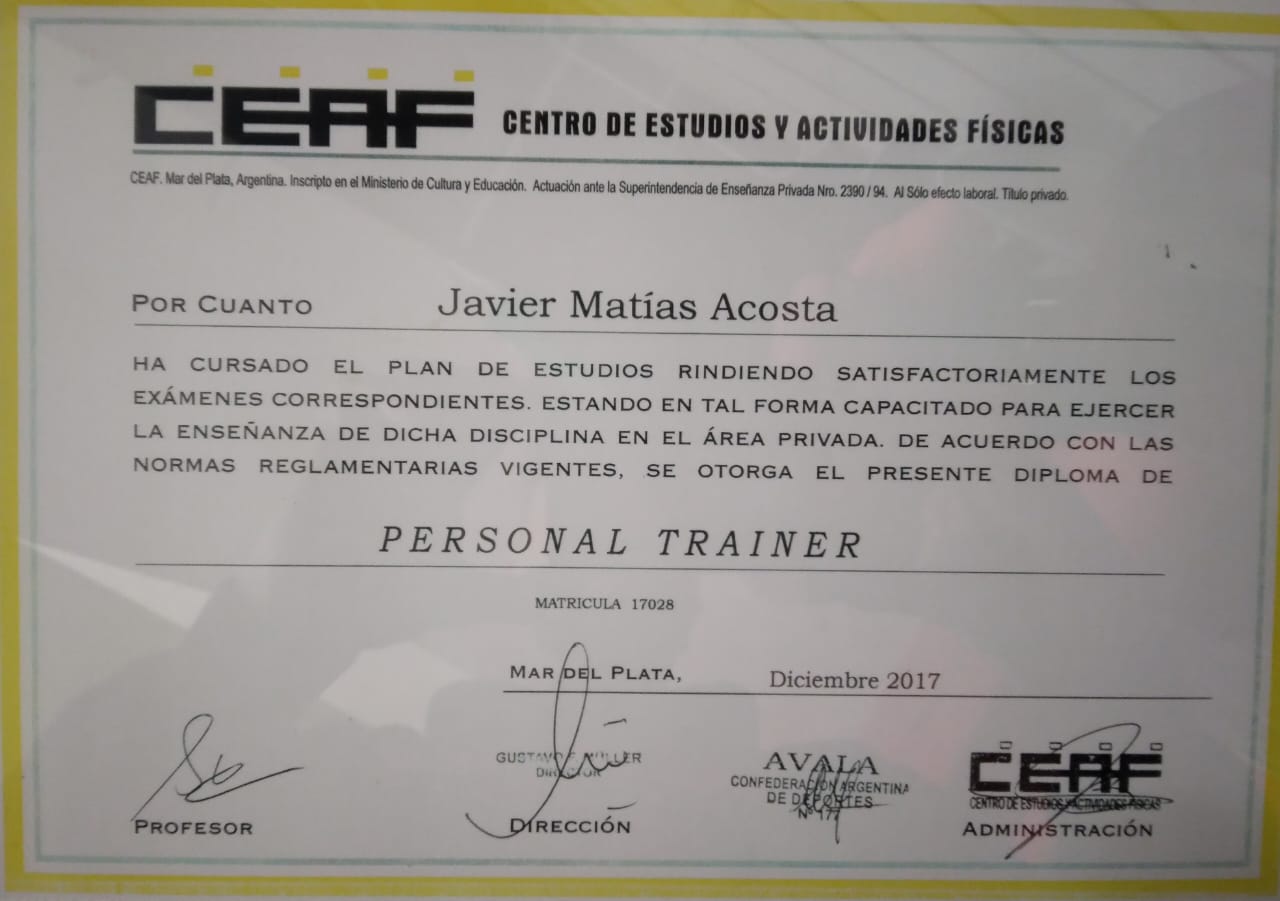 CEAF CENTRO DE ESTUDIOS Y ACTIVIDADES FÍSICAS
CEAF. Mar del Plata, Argentina. Inscripto en el Ministerio de Cultura y Educación. Actuación ante la Superintendencia de Enseñanza Privada Nro. 2390 / 94. Al Sólo efecto laboral. Título privado.
POR CUANTO Javier Matías Acosta
HA CURSADO EL PLAN DE ESTUDIOS RINDIENDO SATISFACTORIAMENTE LOS
EXÁMENES CORRESPONDIENTES. ESTANDO EN TAL FORMA CAPACITADO PARA EJERCER
LA ENSEÑANZA DE DICHA DISCIPLINA EN EL ÁREA PRIVADA. DE ACUERDO CON LAS
NORMAS REGLAMENTARIAS VIGENTES, SE OTORGA EL PRESENTE DIPLOMA DE
PERSONAL TRAINER
MATRICULA 17028
MAR DEL PLATA, Diciembre 2017
GUSTAVO MÜLLER
DIRECTOR
AVALA
CONFEDERACIÓN ARGENTINA
DE DEPORTES
Nº 177
CEAF
CENTRO DE ESTUDIOS Y ACTIVIDADES FÍSICAS
PROFESOR
DIRECCIÓN
ADMINISTRACIÓN